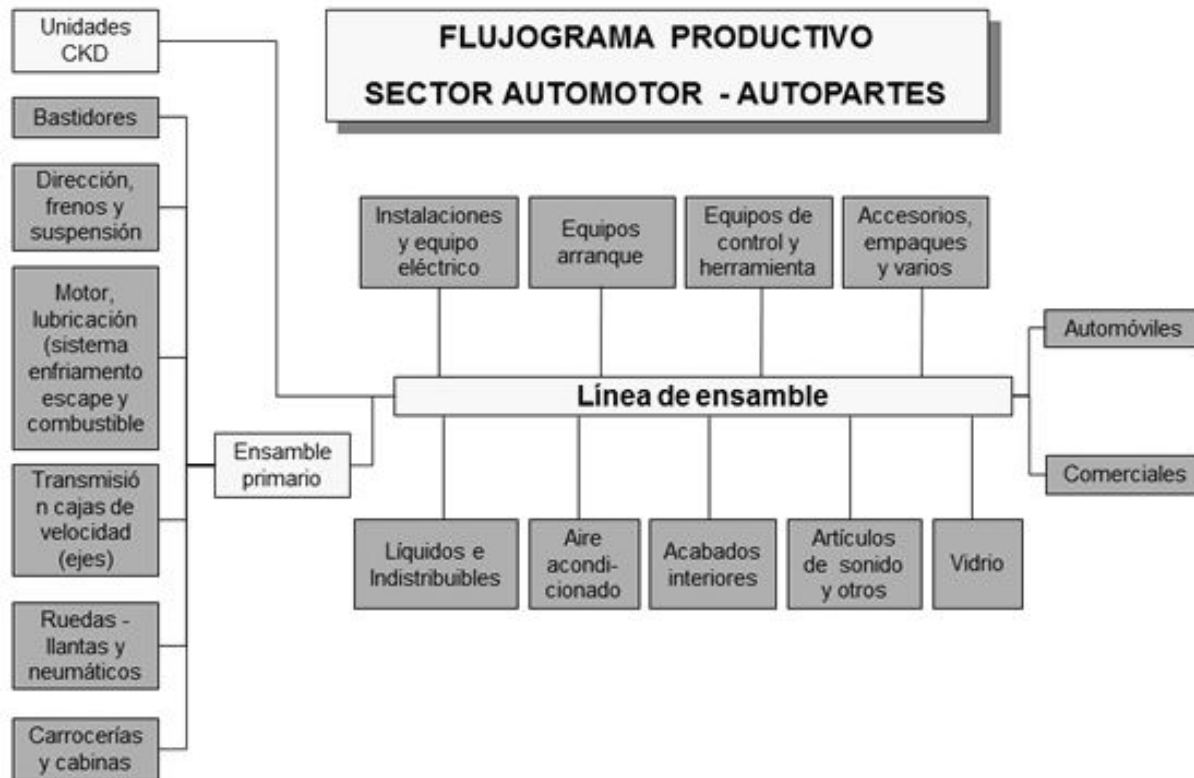 Unidades
CKD
FLUJOGRAMA PRODUCTIVO
SECTOR AUTOMOTOR - AUTOPARTES
Bastidores
Dirección,
frenos y
suspensión
Motor,
lubricación
(sistema
enfriamento
escape y
combustible
Transmisió
n cajas de
velocidad
(ejes)
Ruedas -
llantas y
neumáticos
Carrocerías
y cabinas
Ensamble
primario
Instalaciones
y equipo
eléctrico
Equipos
arranque
Equipos de
control y
herramienta
Accesorios,
empaques
y varios
Línea de ensamble
Líquidos e
Indistribuibles
Aire
acondi-
cionado
Acabados
interiores
Artículos
de sonido
y otros
Vidrio
Automóviles
Comerciales